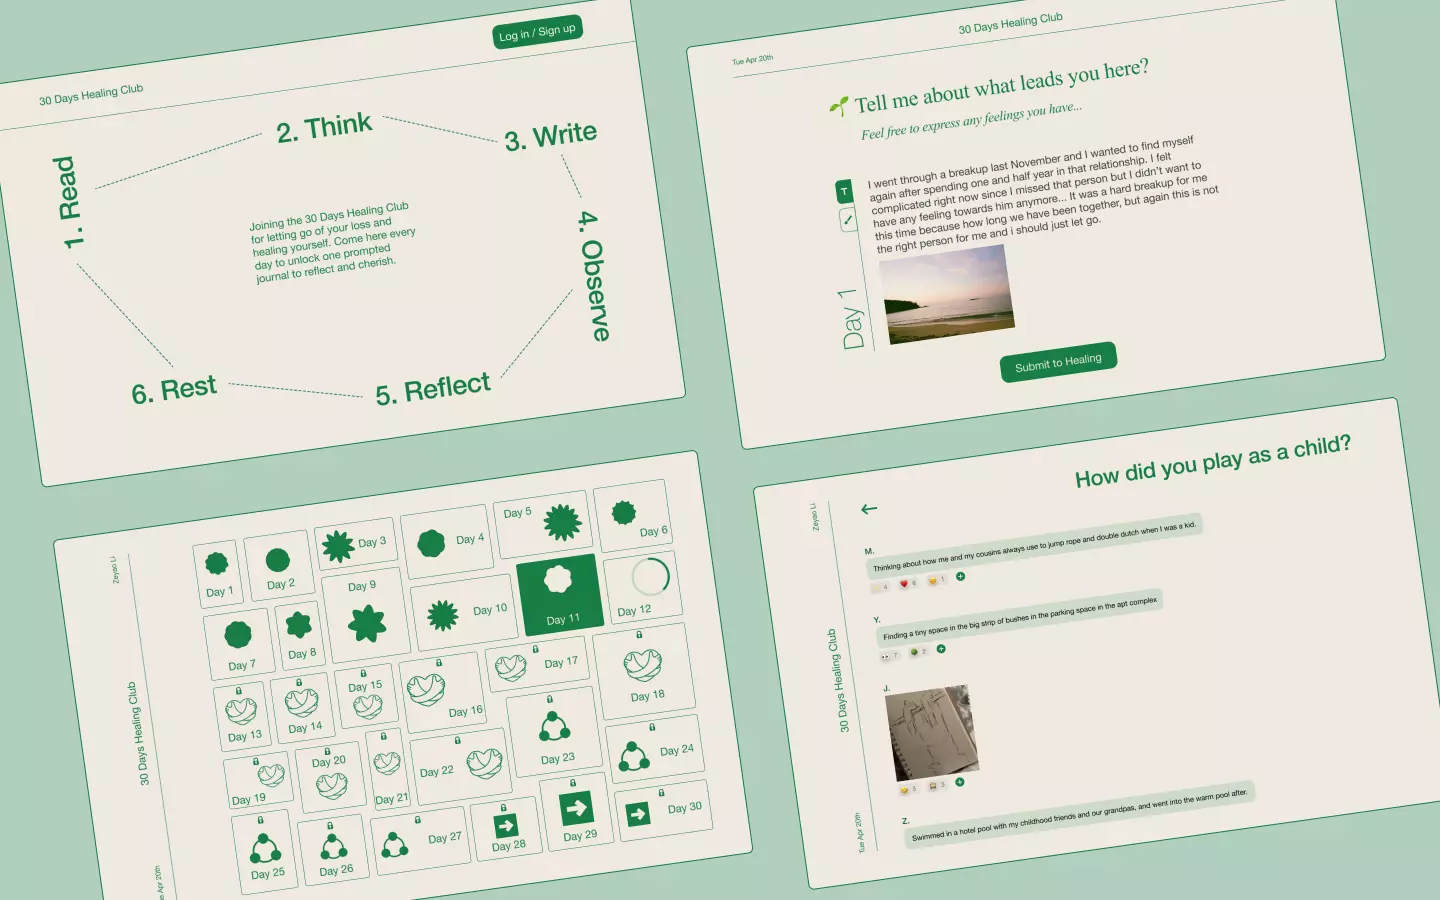 Log in / Sign up
30 Days Healing Club
1. Read
2. Think
3. Write
4. Observe
5. Reflect
6. Rest
Joining the 30 Days Healing Club
for letting go of your loss and
healing yourself. Come here every
day to unlock one prompted
journal to reflect and cherish.
Tue Apr 20th
30 Days Healing Club
Tell me about what leads you here?
Feel free to express any feelings you have...
T
Day 1
I went through a breakup last November and I wanted to find myself
again after spending one and half year in that relationship. I felt
complicated right now since I missed that person but I didn't want to
have any feeling towards him anymore... It was a hard breakup for me
this time because how long we have been together, but again this is not
the right person for me and i should just let go.
Submit to Healing
Zeyao Li
30 Days Healing Club
ue Apr 20th
Day 1
Day 2
Day 3
Day 4
Day 5
Day 6
Day 7
Day 8
Day 9
Day 10
Day 11
Day 12
Day 13
Day 14
Day 15
Day 16
Day 17
Day 18
Day 19
Day 20
Day 21
Day 22
Day 23
Day 24
Day 25
Day 26
Day 27
Day 28
Day 29
Day 30
Zeyao Li
30 Days Healing Club
Tue Apr 20th
How did you play as a child?
M.
Thinking about how me and my cousins always use to jump rope and double dutch when I was a kid.
4 6 1
Y.
Finding a tiny space in the big strip of bushes in the parking space in the apt complex
7 2
J.
5 3
Z.
Swimmed in a hotel pool with my childhood friends and our grandpas, and went into the warm pool after.